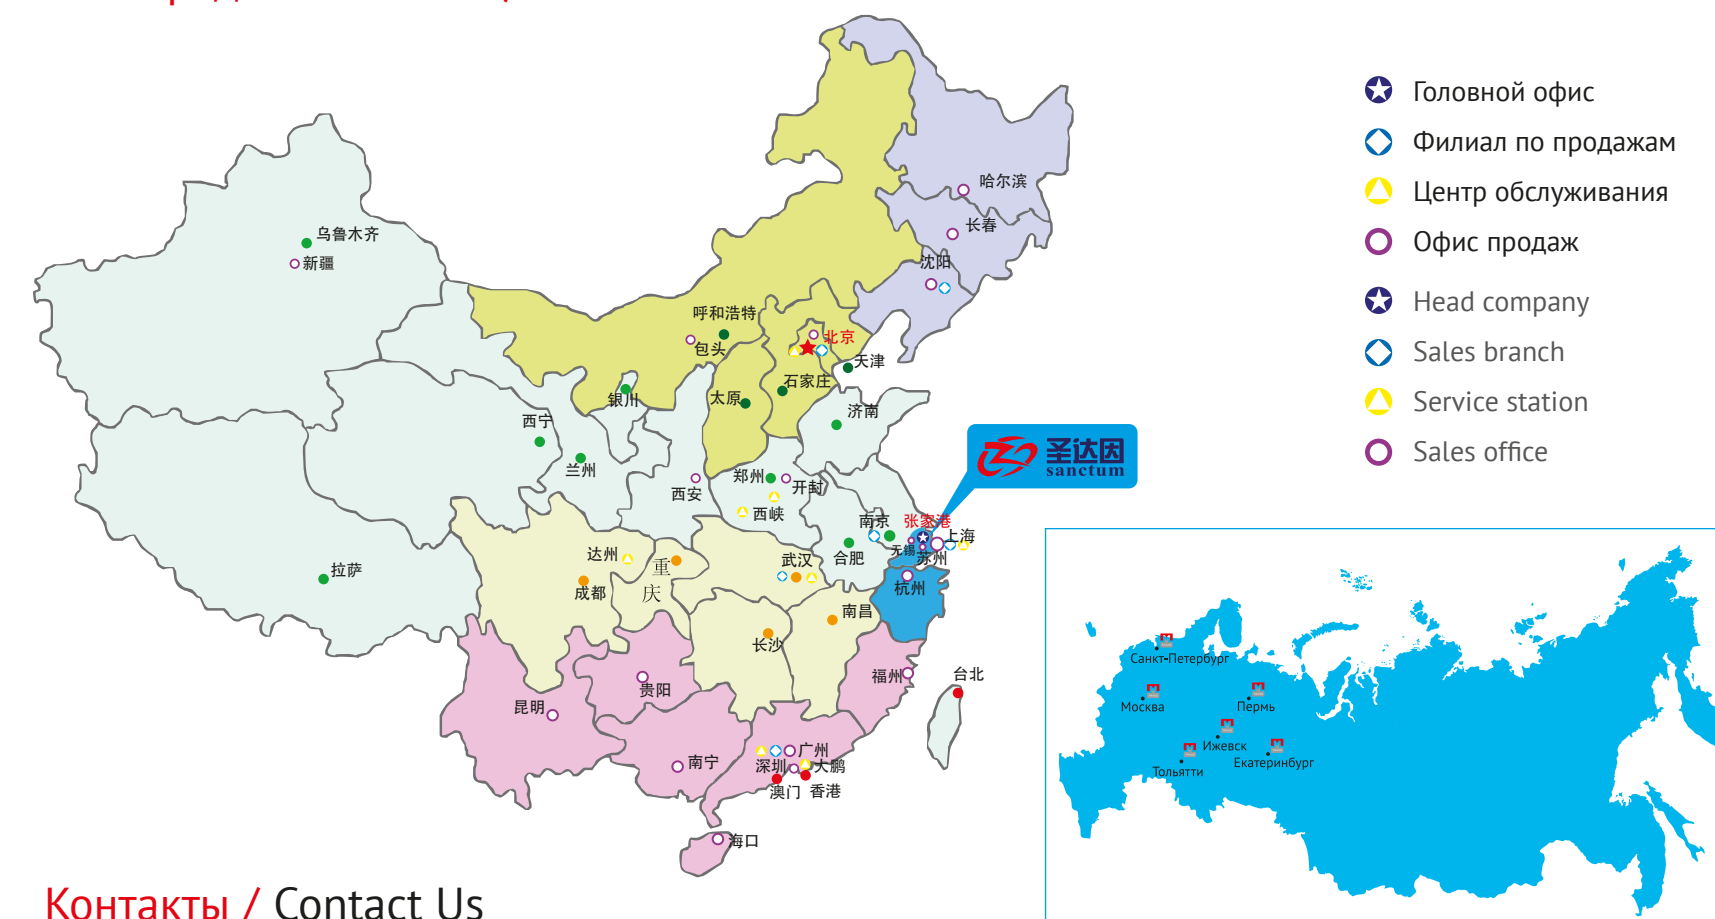 Головной офис
Филиал по продажам
Центр обслуживания
Офис продаж
Head company
Sales branch
Service station
Sales office
哈尔滨
长春
沈阳
乌鲁木齐
新疆
呼和浩特
包头
北京
天津
石家庄
太原
银川
济南
西宁
兰州
圣达因
sanctum
郑州
开封
西安
西峡
南京
张家港
上海
无锡
苏州
合肥
杭州
达州
重庆
武汉
成都
拉萨
南昌
长沙
福州
台北
贵阳
昆明
南宁
广州
深圳
大鹏
澳门
香港
海口
Санкт-Петербург
Москва
Пермь
Ижевск
Екатеринбург
Тольятти
Контакты / Contact Us